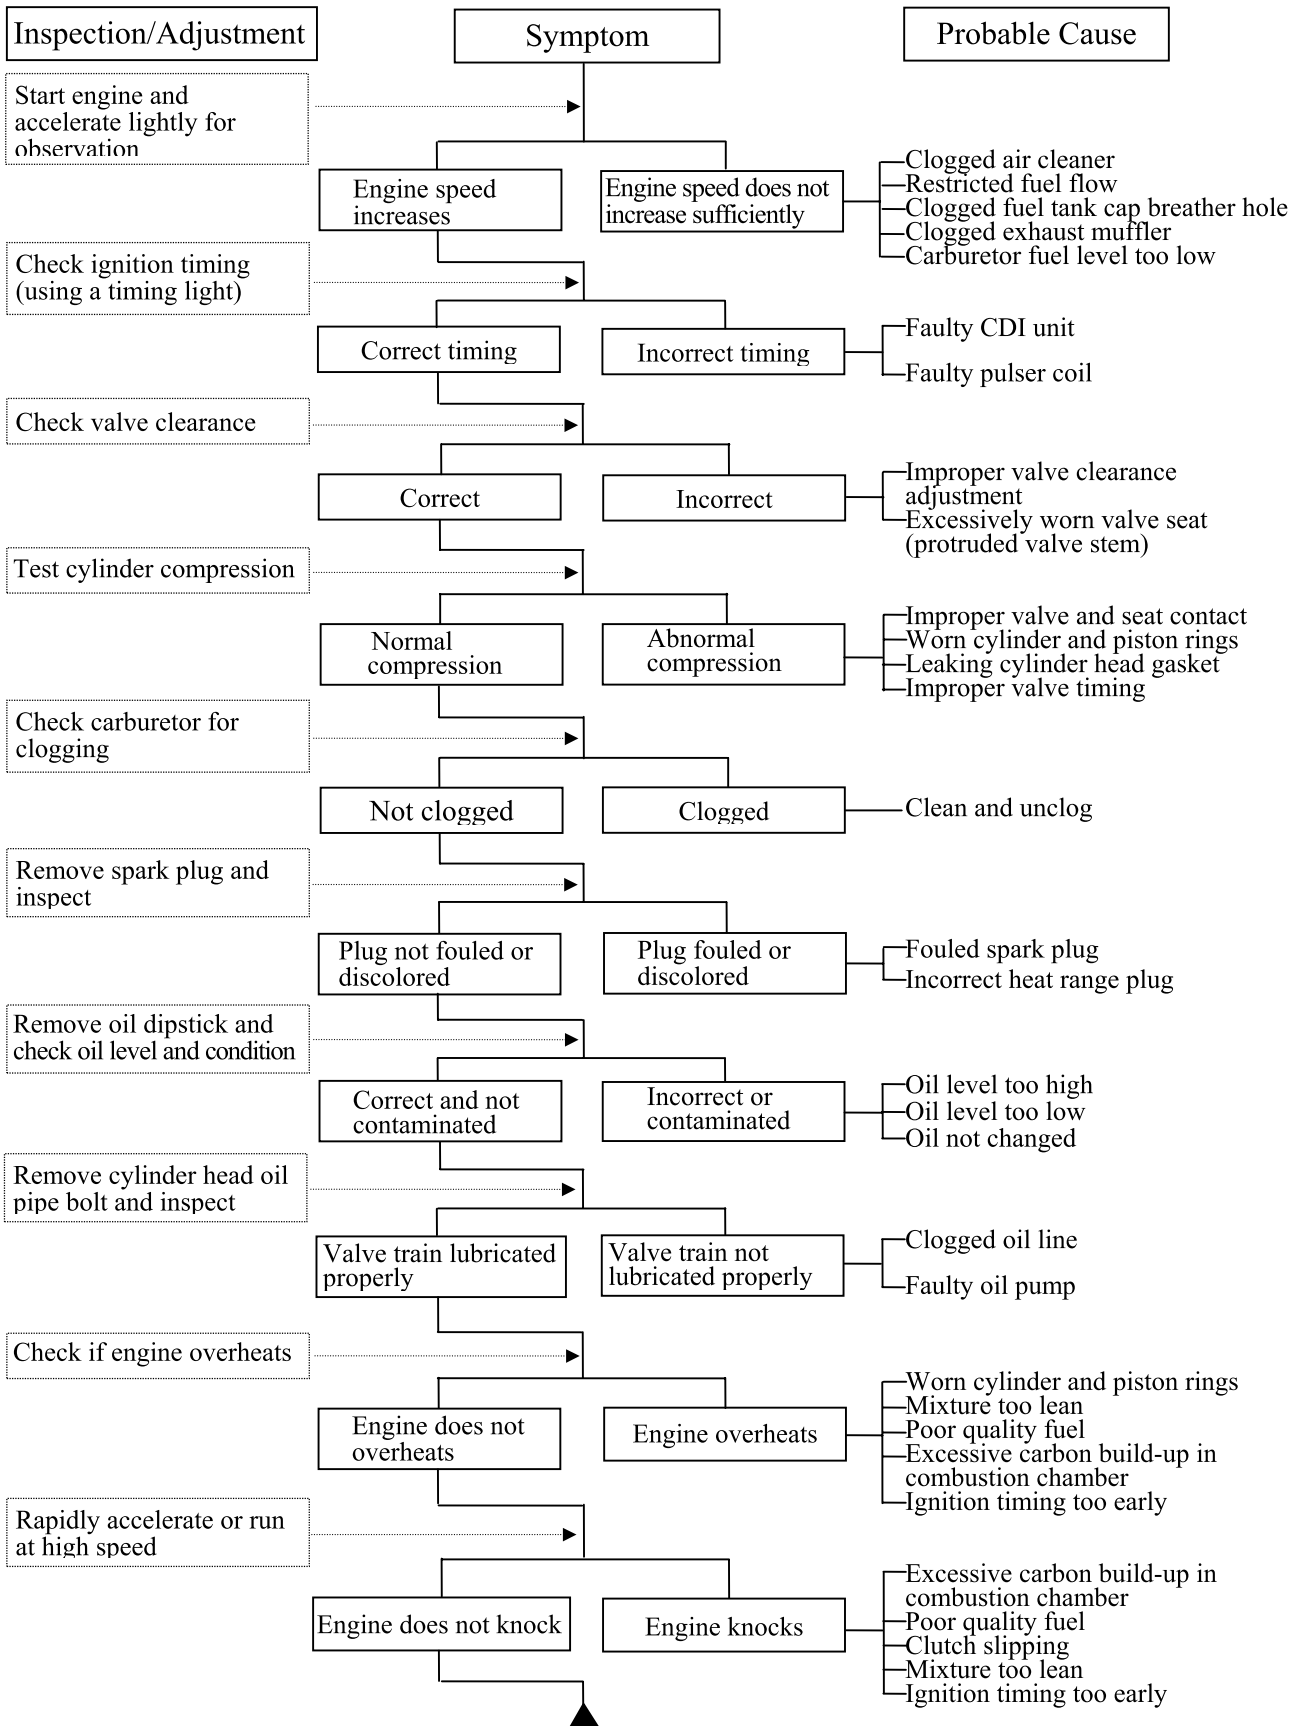 Inspection/Adjustment
Symptom
Probable Cause
Start engine and
accelerate lightly for
observation
Engine speed
increases
Engine speed does not
increase sufficiently
Clogged air cleaner
Restricted fuel flow
Clogged fuel tank cap breather hole
Clogged exhaust muffler
Carburetor fuel level too low
Check ignition timing
(using a timing light)
Correct timing
Incorrect timing
Faulty CDI unit
Faulty pulser coil
Check valve clearance
Correct
Incorrect
Improper valve clearance
adjustment
Excessively worn valve seat
(protruded valve stem)
Test cylinder compression
Normal
compression
Abnormal
compression
Improper valve and seat contact
Worn cylinder and piston rings
Leaking cylinder head gasket
Improper valve timing
Check carburetor for
clogging
Not clogged
Clogged
Clean and unclog
Remove spark plug and
inspect
Plug not fouled or
discolored
Plug fouled or
discolored
Fouled spark plug
Incorrect heat range plug
Remove oil dipstick and
check oil level and condition
Correct and not
contaminated
Incorrect or
contaminated
Oil level too high
Oil level too low
Oil not changed
Remove cylinder head oil
pipe bolt and inspect
Valve train lubricated
properly
Valve train not
lubricated properly
Clogged oil line
Faulty oil pump
Check if engine overheats
Engine does not
overheats
Engine overheats
Worn cylinder and piston rings
Mixture too lean
Poor quality fuel
Excessive carbon build-up in
combustion chamber
Ignition timing too early
Rapidly accelerate or run
at high speed
Engine does not knock
Engine knocks
Excessive carbon build-up in
combustion chamber
Poor quality fuel
Clutch slipping
Mixture too lean
Ignition timing too early